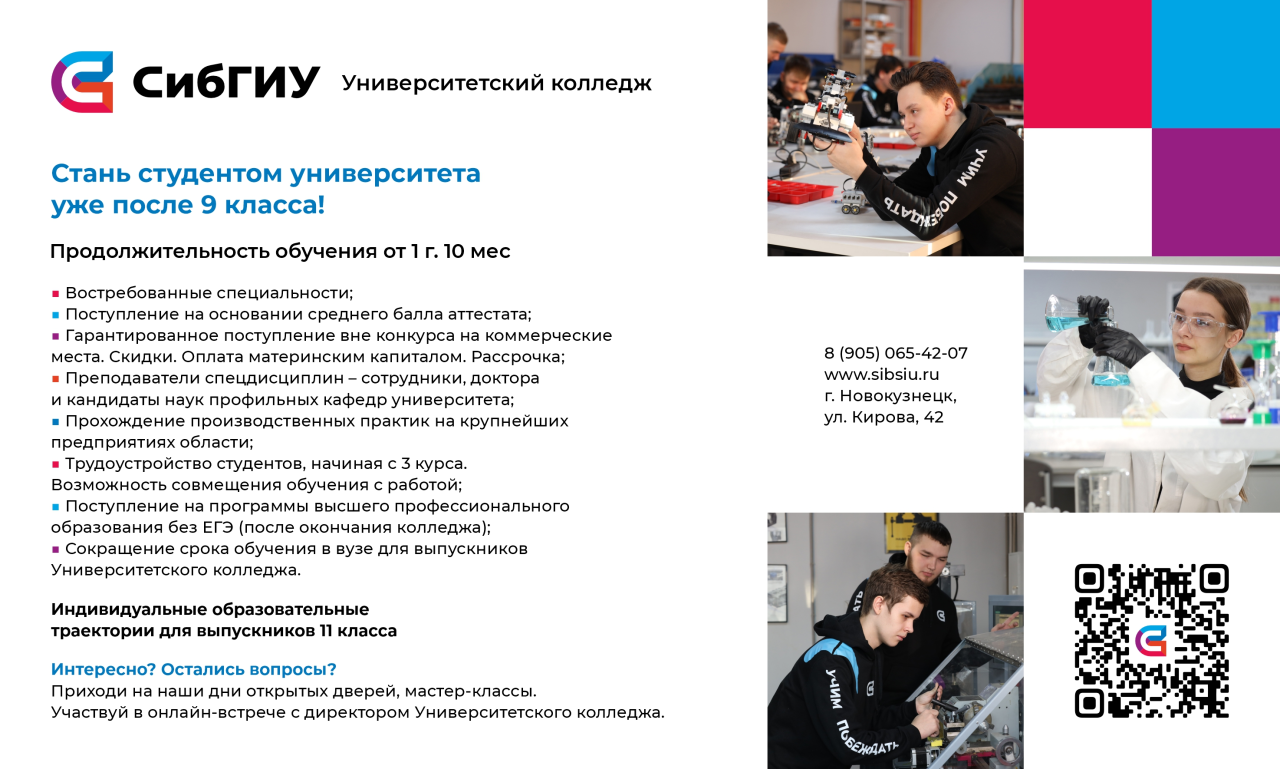 СибГИУ Университетский колледж
Стань студентом университета
уже после 9 класса!
Продолжительность обучения от 1 г. 10 мес
▪ Востребованные специальности;
▪ Поступление на основании среднего балла аттестата;
▪ Гарантированное поступление вне конкурса на коммерческие
места. Скидки. Оплата материнским капиталом. Рассрочка;
▪ Преподаватели спецдисциплин – сотрудники, доктора
и кандидаты наук профильных кафедр университета;
▪ Прохождение производственных практик на крупнейших
предприятиях области;
▪ Трудоустройство студентов, начиная с 3 курса.
Возможность совмещения обучения с работой;
▪ Поступление на программы высшего профессионального
образования без ЕГЭ (после окончания колледжа);
▪ Сокращение срока обучения в вузе для выпускников
Университетского колледжа.
Индивидуальные образовательные
траектории для выпускников 11 класса
Интересно? Остались вопросы?
Приходи на наши дни открытых дверей, мастер-классы.
Участвуй в онлайн-встрече с директором Университетского колледжа.
УЧИМ ПОБЕЖДАТЬ
8 (905) 065-42-07
www.sibsiu.ru
г. Новокузнецк,
ул. Кирова, 42
УЧИМ ПОБЕЖДАТЬ